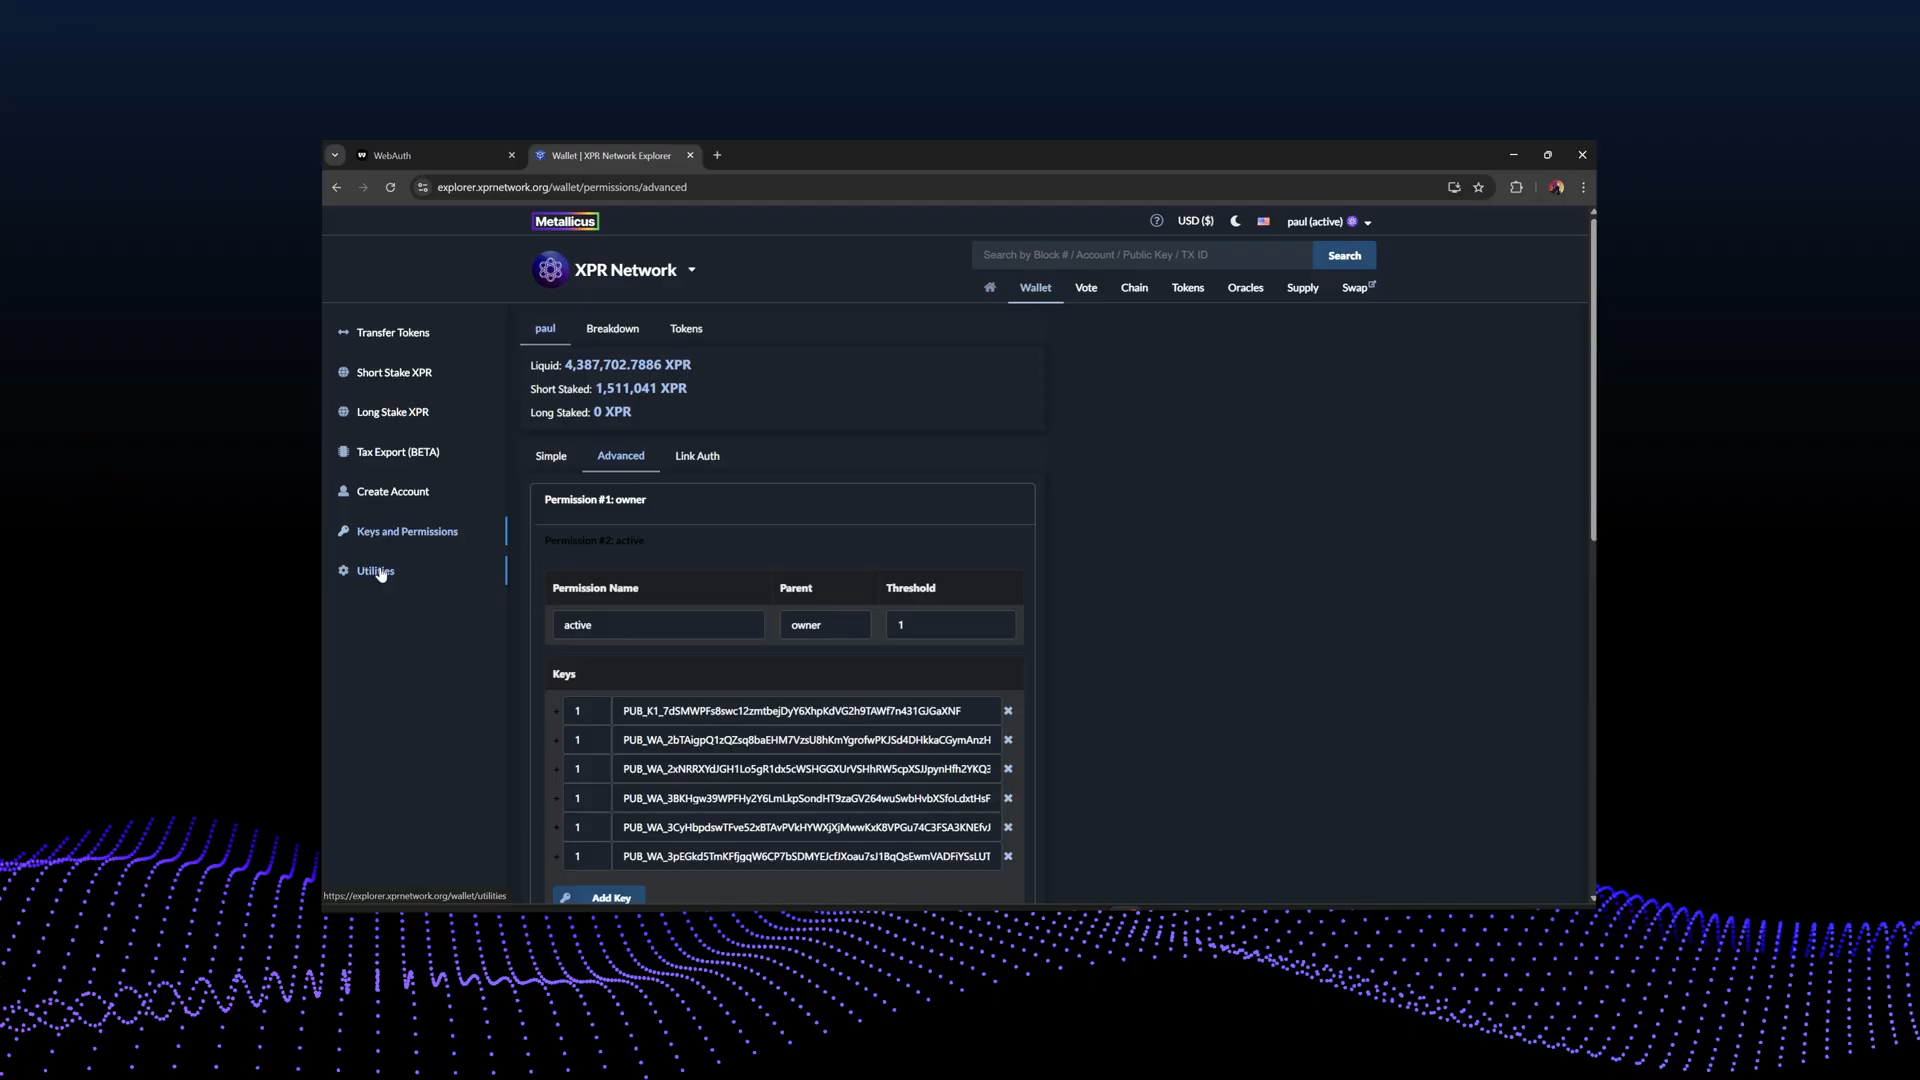 WebAuth
Wallet | XPR Network Explorer
explorer.xprnetwork.org/wallet/permissions/advanced
Metallicus
USD ($)
paul (active)
XPR Network
Search by Block # / Account / Public Key / TX ID
Search
Wallet
Vote
Chain
Tokens
Oracles
Supply
Swap
Transfer Tokens
Short Stake XPR
Long Stake XPR
Tax Export (BETA)
Create Account
Keys and Permissions
Utilities
paul
Breakdown
Tokens
Liquid: 4,387,702.7886 XPR
Short Staked: 1,511,041 XPR
Long Staked: 0 XPR
Simple
Advanced
Link Auth
Permission #1: owner
Permission #2: active
Permission Name
Parent
Threshold
active
owner
1
Keys
1 PUB_K1_7dSMWPFs8swc12zmtbejDyY6XhpKdVG2h9TAWf7n431GJGaXNF
1 PUB_WA_2bTAigpQ1zQZsq8baEHM7VzsU8hKmYgrofwPKJSd4DHkkaCGymAnzH
1 PUB_WA_2xNRRXYdJGH1Lo5gR1dx5cWSHGGXUrVSHhRW5cpXSJJpynHfh2YKQ3
1 PUB_WA_3BKHgw39WPFHy2Y6LmLkpSondHT9zaGV264wuSwbHvbXSfoLdxtHsF
1 PUB_WA_3CyHbpdswTFve52xBTAvPVkHYWXjXjMwwKxK8VPGu74C3FSA3KNEfvJ
1 PUB_WA_3pEGkd5TmKFfjgqW6CP7bSDMYEJcfJXoau7sJ1BqQsEwmVADFiYSsLUT
Add Key
https://explorer.xprnetwork.org/wallet/utilities